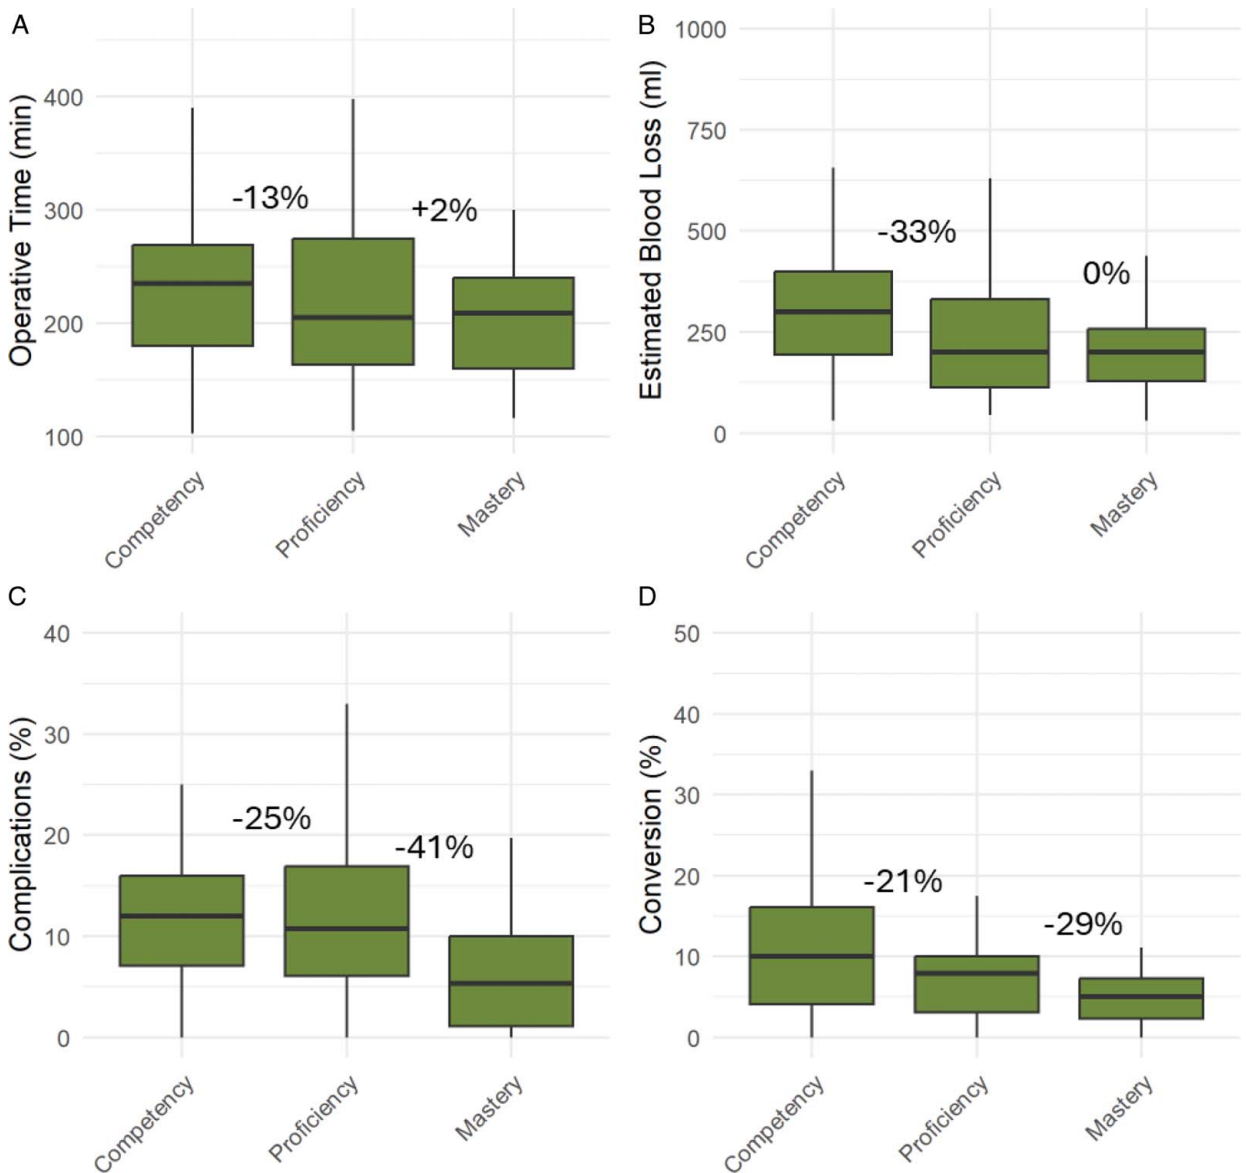 A
Operative Time (min)
400
300
200
100
-13%
+2%
Competency
Proficiency
Mastery
B
Estimated Blood Loss (ml)
1000
750
500
250
0
-33%
0%
Competency
Proficiency
Mastery
C
Complications (%)
40
30
20
10
0
-25%
-41%
Competency
Proficiency
Mastery
D
Conversion (%)
50
40
30
20
10
0
-21%
-29%
Competency
Proficiency
Mastery